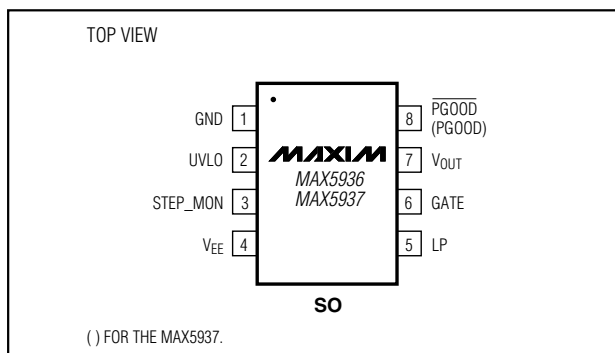 TOP VIEW
GND 1
UVLO 2
STEP_MON 3
VEE 4
MAXIM
MAX5936
MAX5937
8 PGOOD
(PGOOD)
7 VOUT
6 GATE
5 LP
SO
( ) FOR THE MAX5937.